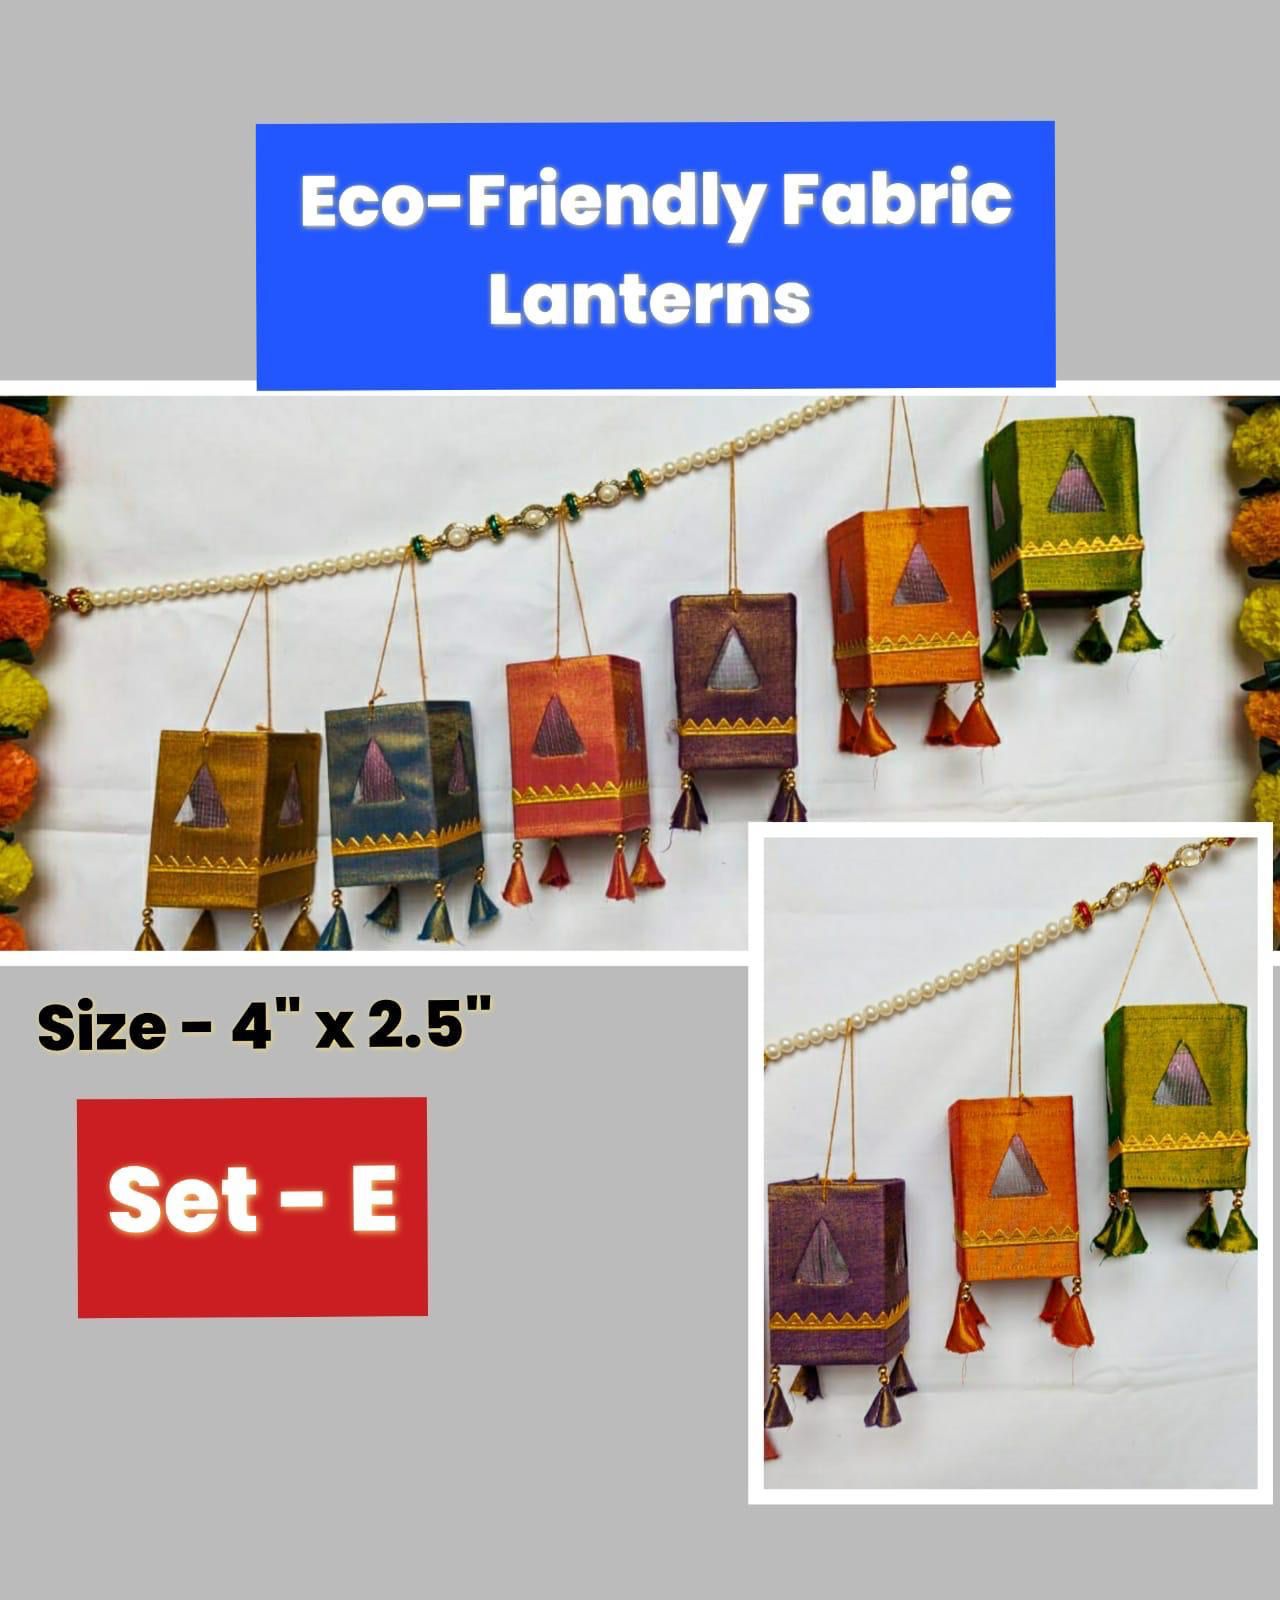 Eco-Friendly Fabric
Lanterns
Size - 4" x 2.5"
Set - E